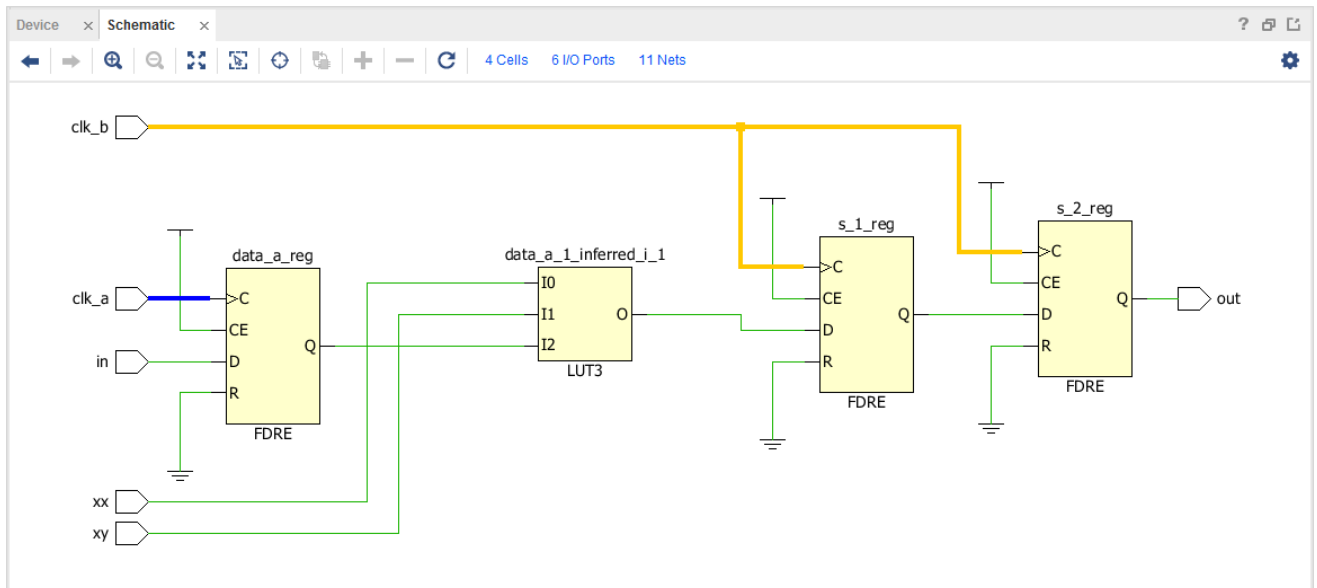 Device × Schematic ×
?
4 Cells 6 I/O Ports 11 Nets
clk_b
s_2_reg
C
CE
D
R
Q
FDRE
out
s_1_reg
C
CE
D
R
Q
FDRE
data_a_reg
C
CE
D
R
Q
FDRE
data_a_1_inferred_i_1
I0
I1
I2
O
LUT3
clk_a
in
xx
xy